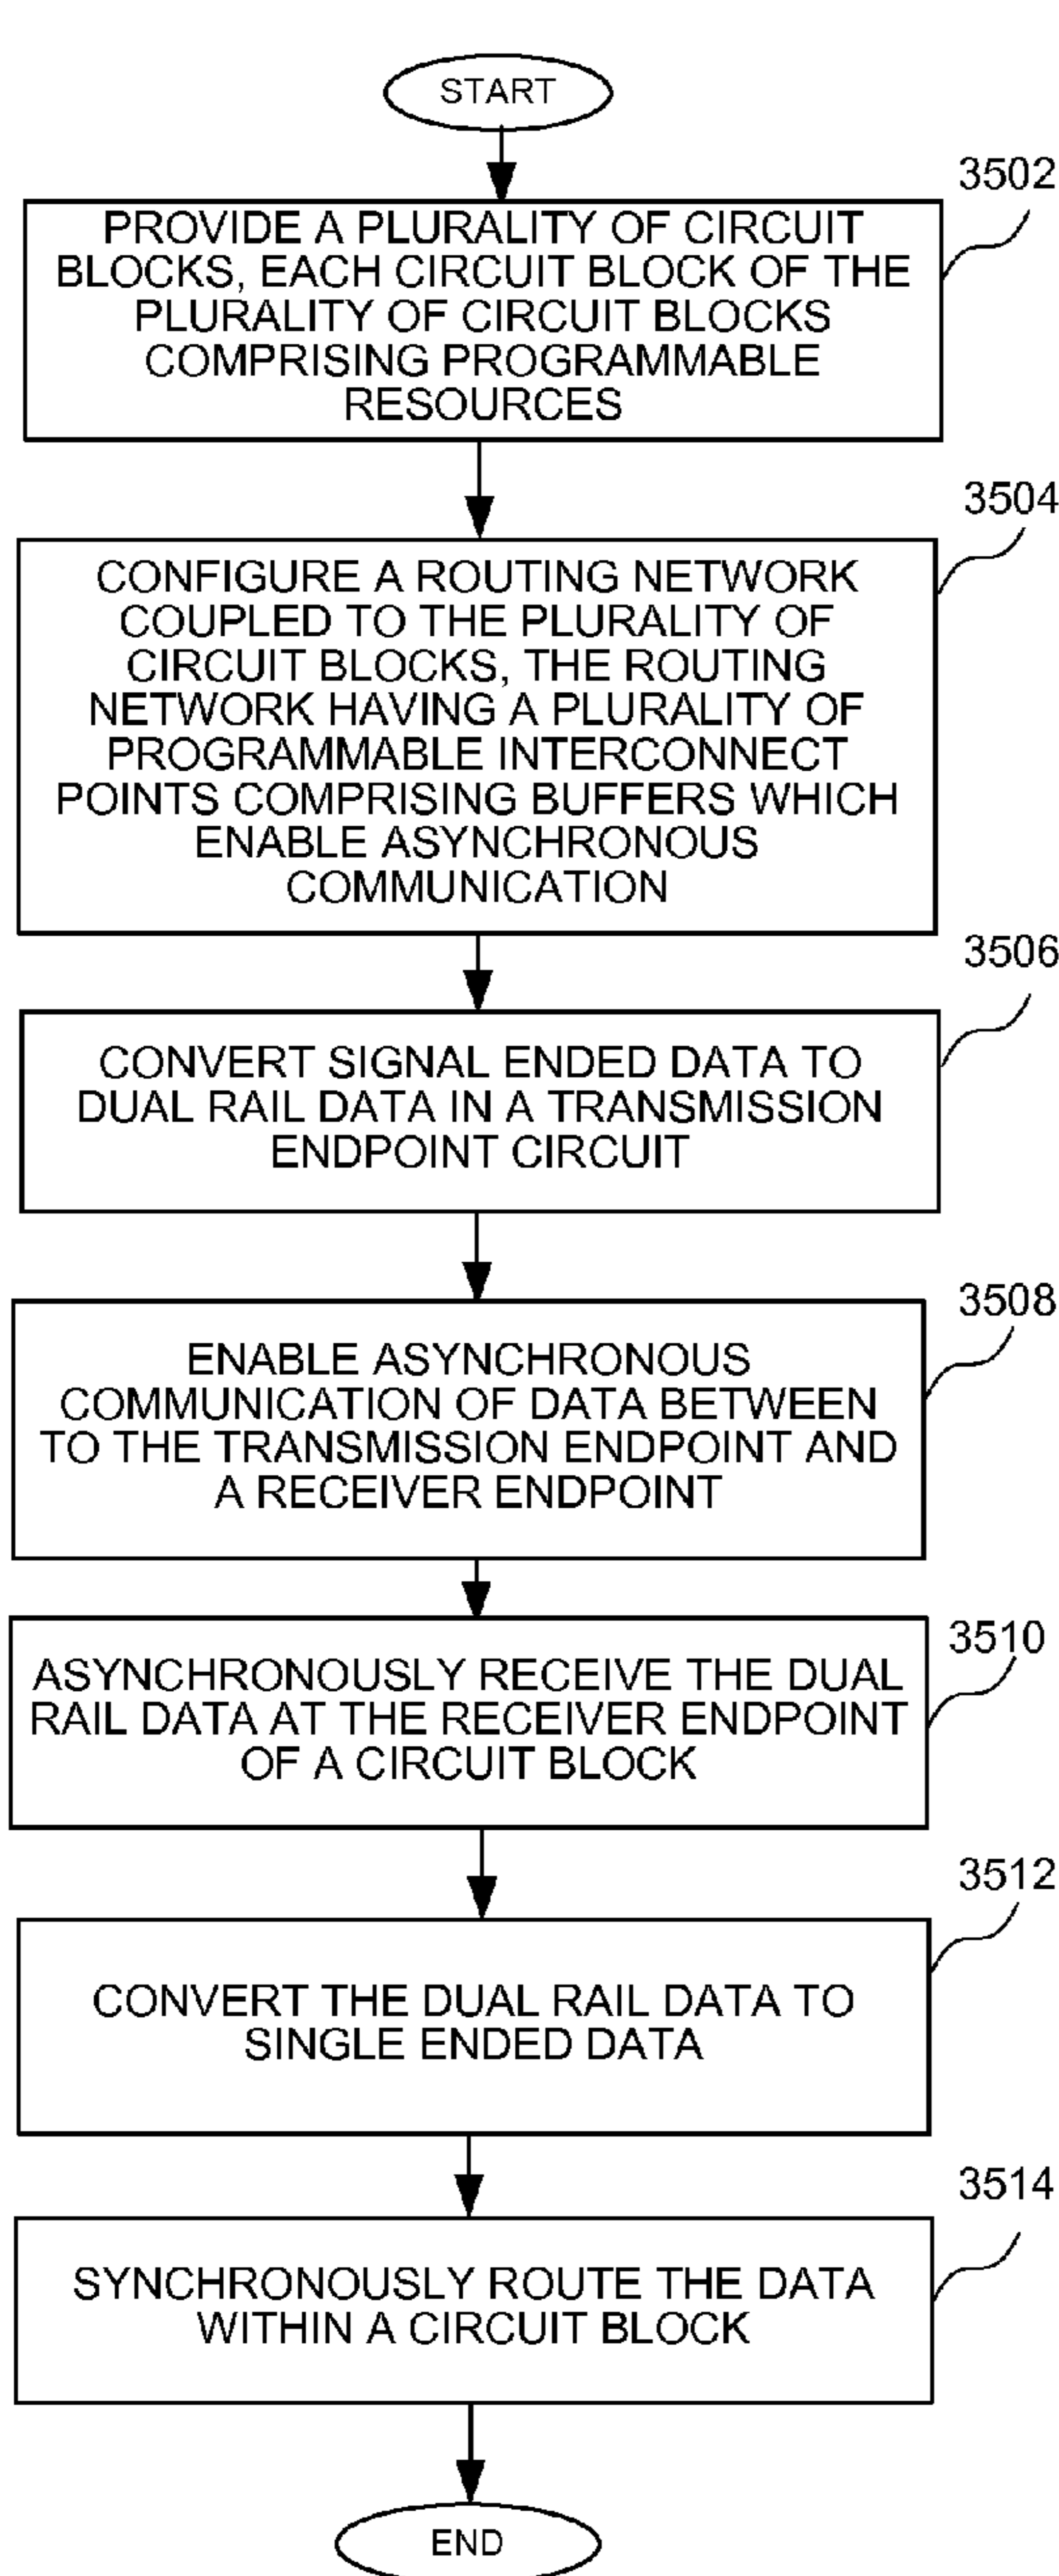 START
3502
PROVIDE A PLURALITY OF CIRCUIT
BLOCKS, EACH CIRCUIT BLOCK OF THE
PLURALITY OF CIRCUIT BLOCKS
COMPRISING PROGRAMMABLE
RESOURCES
3504
CONFIGURE A ROUTING NETWORK
COUPLED TO THE PLURALITY OF
CIRCUIT BLOCKS, THE ROUTING
NETWORK HAVING A PLURALITY OF
PROGRAMMABLE INTERCONNECT
POINTS COMPRISING BUFFERS WHICH
ENABLE ASYNCHRONOUS
COMMUNICATION
3506
CONVERT SIGNAL ENDED DATA TO
DUAL RAIL DATA IN A TRANSMISSION
ENDPOINT CIRCUIT
3508
ENABLE ASYNCHRONOUS
COMMUNICATION OF DATA BETWEEN
TO THE TRANSMISSION ENDPOINT AND
A RECEIVER ENDPOINT
3510
ASYNCHRONOUSLY RECEIVE THE DUAL
RAIL DATA AT THE RECEIVER ENDPOINT
OF A CIRCUIT BLOCK
3512
CONVERT THE DUAL RAIL DATA TO
SINGLE ENDED DATA
3514
SYNCHRONOUSLY ROUTE THE DATA
WITHIN A CIRCUIT BLOCK
END